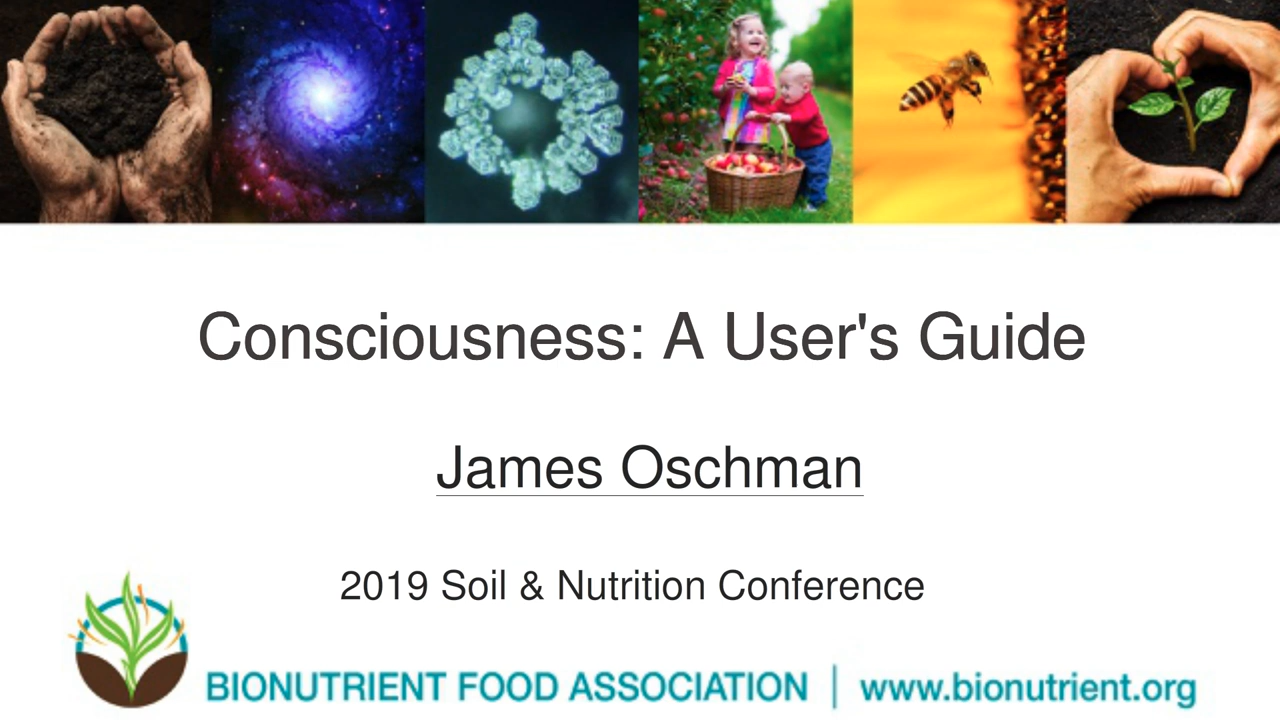 Consciousness: A User's Guide
James Oschman
2019 Soil & Nutrition Conference
BIONUTRIENT FOOD ASSOCIATION | www.bionutrient.org